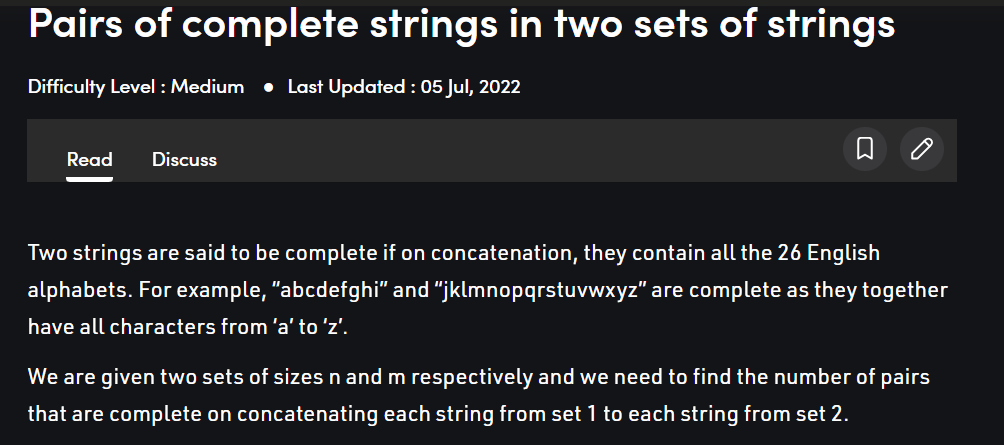 Pairs of complete strings in two sets of strings
Difficulty Level : Medium ● Last Updated : 05 Jul, 2022
Read Discuss
Two strings are said to be complete if on concatenation, they contain all the 26 English
alphabets. For example, “abcdefghi” and “jklmnopqrstuvwxyz” are complete as they together
have all characters from ‘a’ to ‘z’.
We are given two sets of sizes n and m respectively and we need to find the number of pairs
that are complete on concatenating each string from set 1 to each string from set 2.